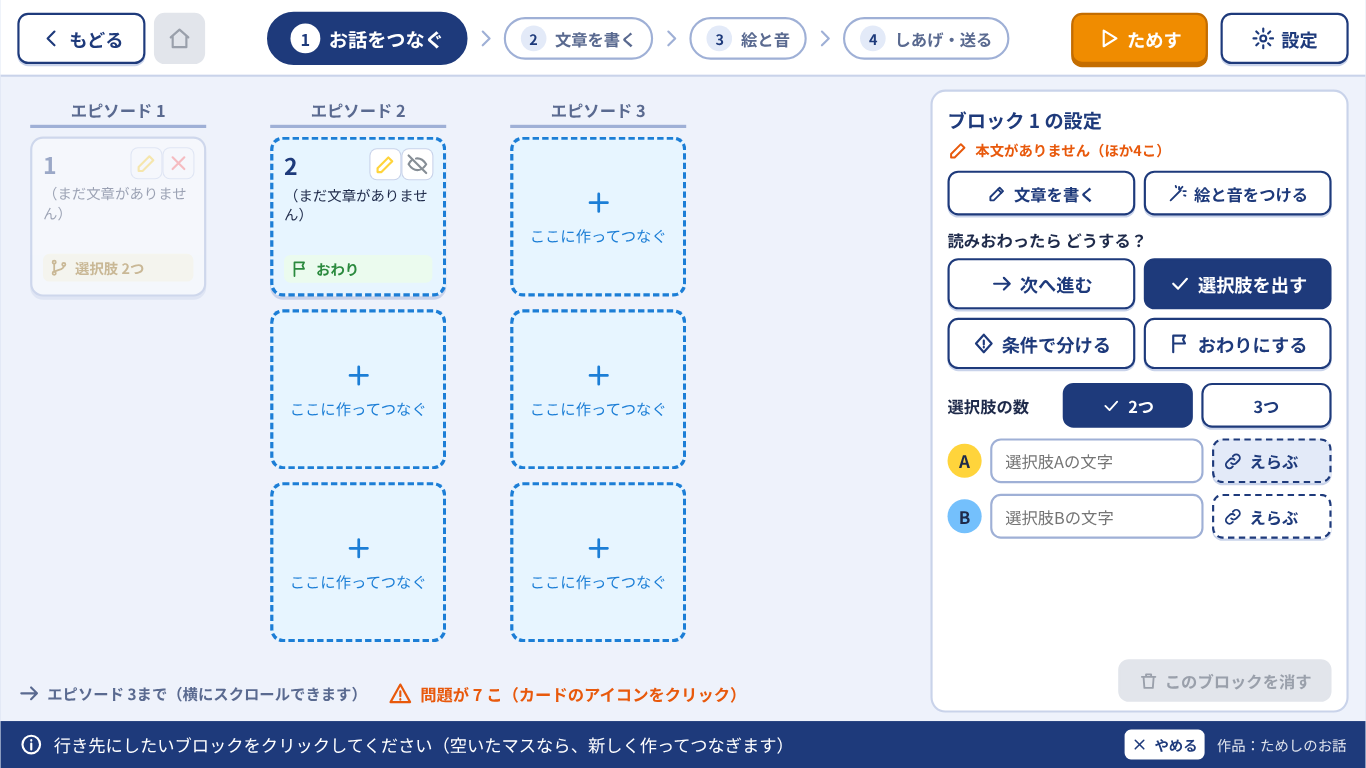 もどる
1 お話をつなぐ
2 文章を書く
3 絵と音
4 しあげ・送る
ためす
設定
エピソード 1
エピソード 2
エピソード 3
1
（まだ文章がありませ
ん）
選択肢 2つ
2
（まだ文章がありませ
ん）
おわり
ここに作ってつなぐ
ここに作ってつなぐ
ここに作ってつなぐ
ここに作ってつなぐ
ここに作ってつなぐ
エピソード 3まで（横にスクロールできます）
問題が 7 こ（カードのアイコンをクリック）
ブロック 1 の設定
本文がありません（ほか4こ）
文章を書く
絵と音をつける
読みおわったら どうする？
次へ進む
選択肢を出す
条件で分ける
おわりにする
選択肢の数
2つ
3つ
A 選択肢Aの文字 えらぶ
B 選択肢Bの文字 えらぶ
このブロックを消す
行き先にしたいブロックをクリックしてください（空いたマスなら、新しく作ってつなぎます）
やめる
作品：ためしのお話